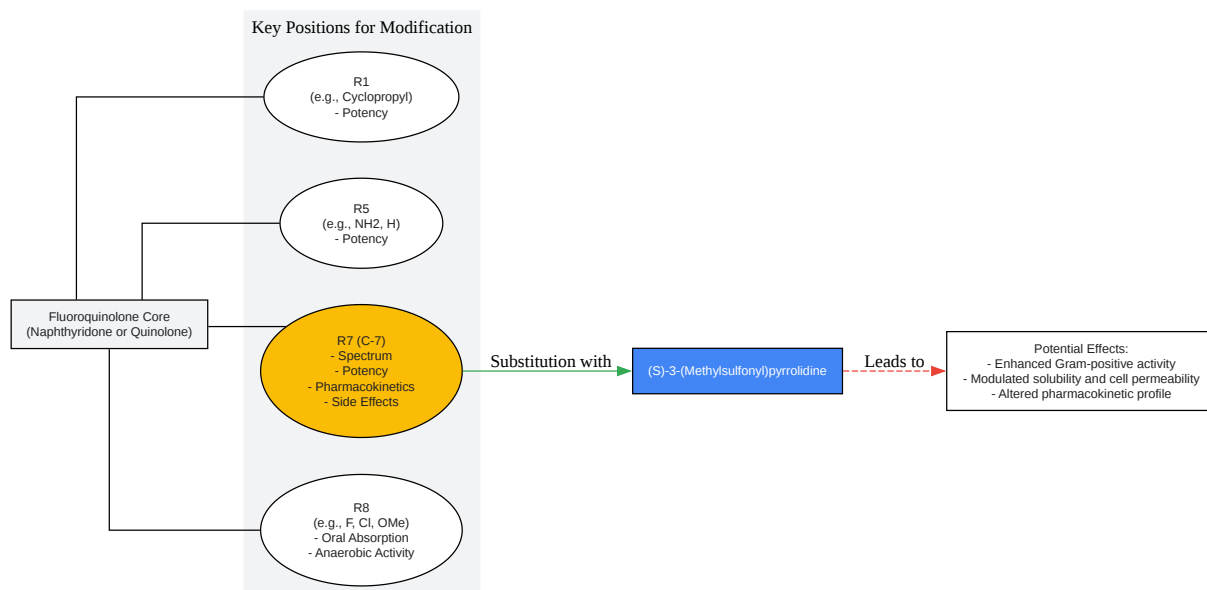 Key Positions for Modification
R1
(e.g., Cyclopropyl)
- Potency
R5
(e.g., NH2, H)
- Potency
Fluoroquinolone Core
(Naphthyridone or Quinolone)
R7 (C-7)
- Spectrum
- Potency
- Pharmacokinetics
- Side Effects
Substitution with
(S)-3-(Methylsulfonyl)pyrrolidine
Leads to
Potential Effects:
- Enhanced Gram-positive activity
- Modulated solubility and cell permeability
- Altered pharmacokinetic profile
R8
(e.g., F, Cl, OMe)
- Oral Absorption
- Anaerobic Activity